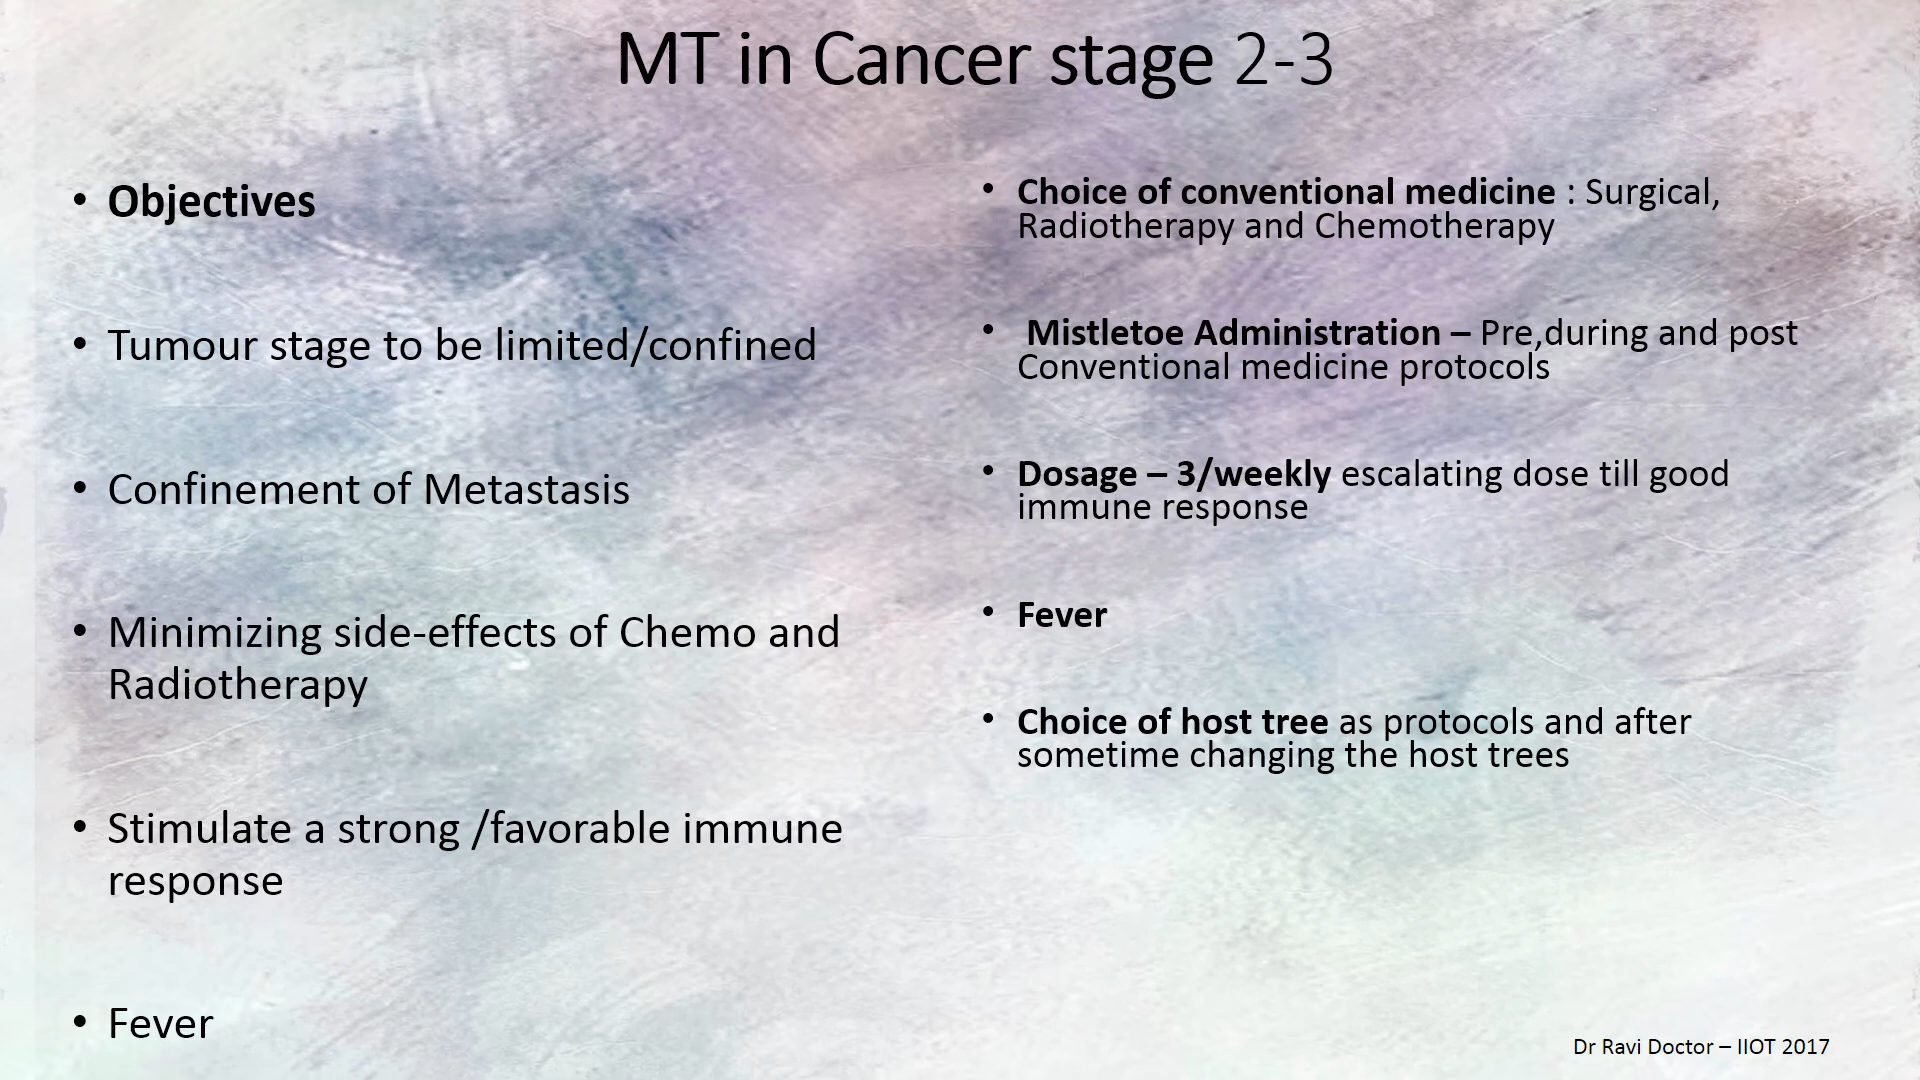 MT in Cancer stage 2-3
• Objectives
• Tumour stage to be limited/confined
• Confinement of Metastasis
• Minimizing side-effects of Chemo and
Radiotherapy
• Stimulate a strong /favorable immune
response
• Fever
• Choice of conventional medicine : Surgical,
Radiotherapy and Chemotherapy
• Mistletoe Administration – Pre,during and post
Conventional medicine protocols
• Dosage – 3/weekly escalating dose till good
immune response
• Fever
• Choice of host tree as protocols and after
sometime changing the host trees
Dr Ravi Doctor – IIOT 2017